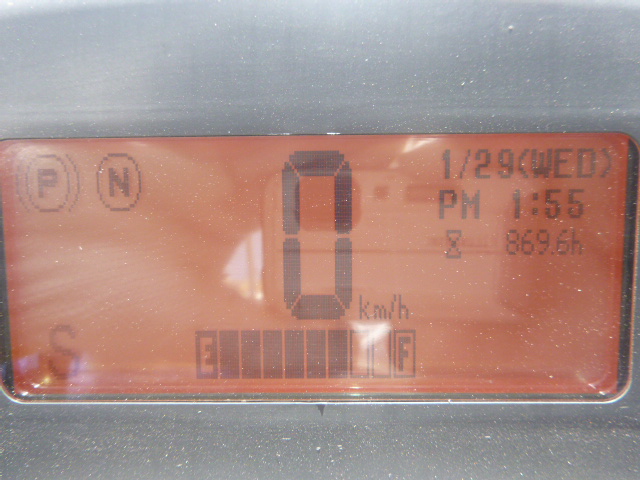 P N
0 km/h
1/29(WED)
PM 1:55
869.6h
S
E F